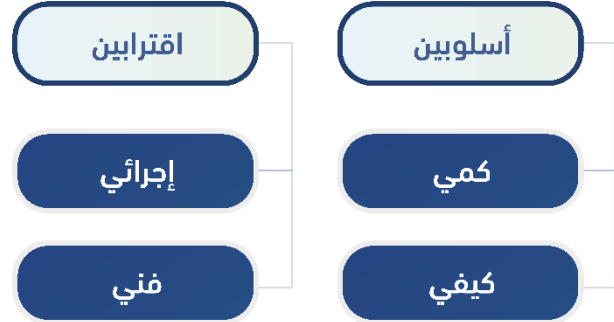 أسلوبين
كمي
كيفي
اقترابين
إجرائي
فني